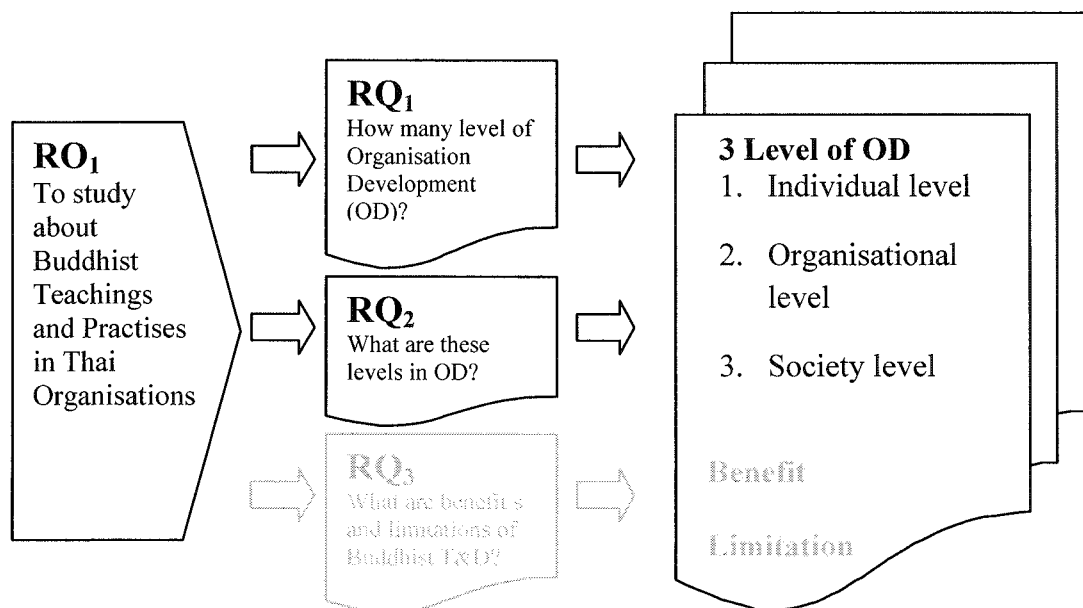 RO₁
To study
about
Buddhist
Teachings
and Practises
in Thai
Organisations
RQ₁
How many level of
Organisation
Development
(OD)?
RQ₂
What are these
levels in OD?
RQ₃
What are benefits
and limitations of
Buddhist T&D?
3 Level of OD
1. Individual level
2. Organisational
level
3. Society level
Benefit
Limitation